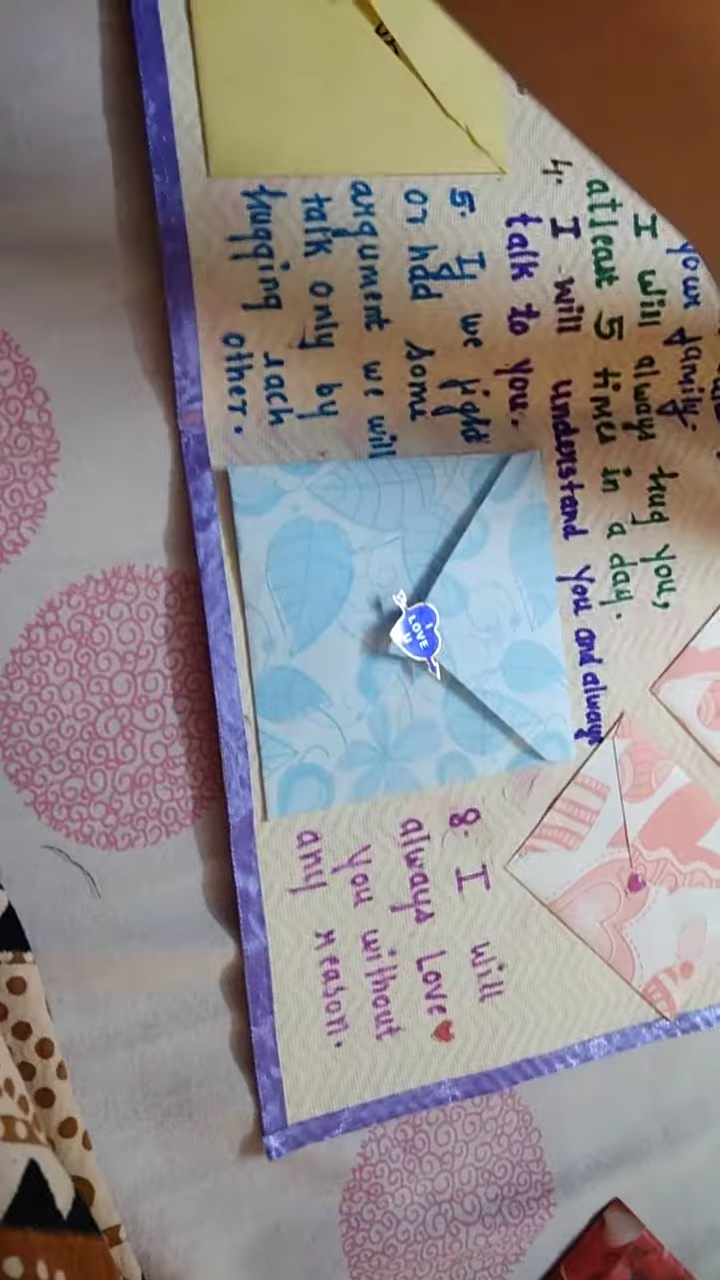 your family.
I will always hug you,
atleast 5 times in a day.
4. I will understand you and always
talk to you.
5. If we fight
or had some
argument we will
talk only by
hugging each
other.
I
LOVE
U
8. I will
always Love♥
You without
any reason.